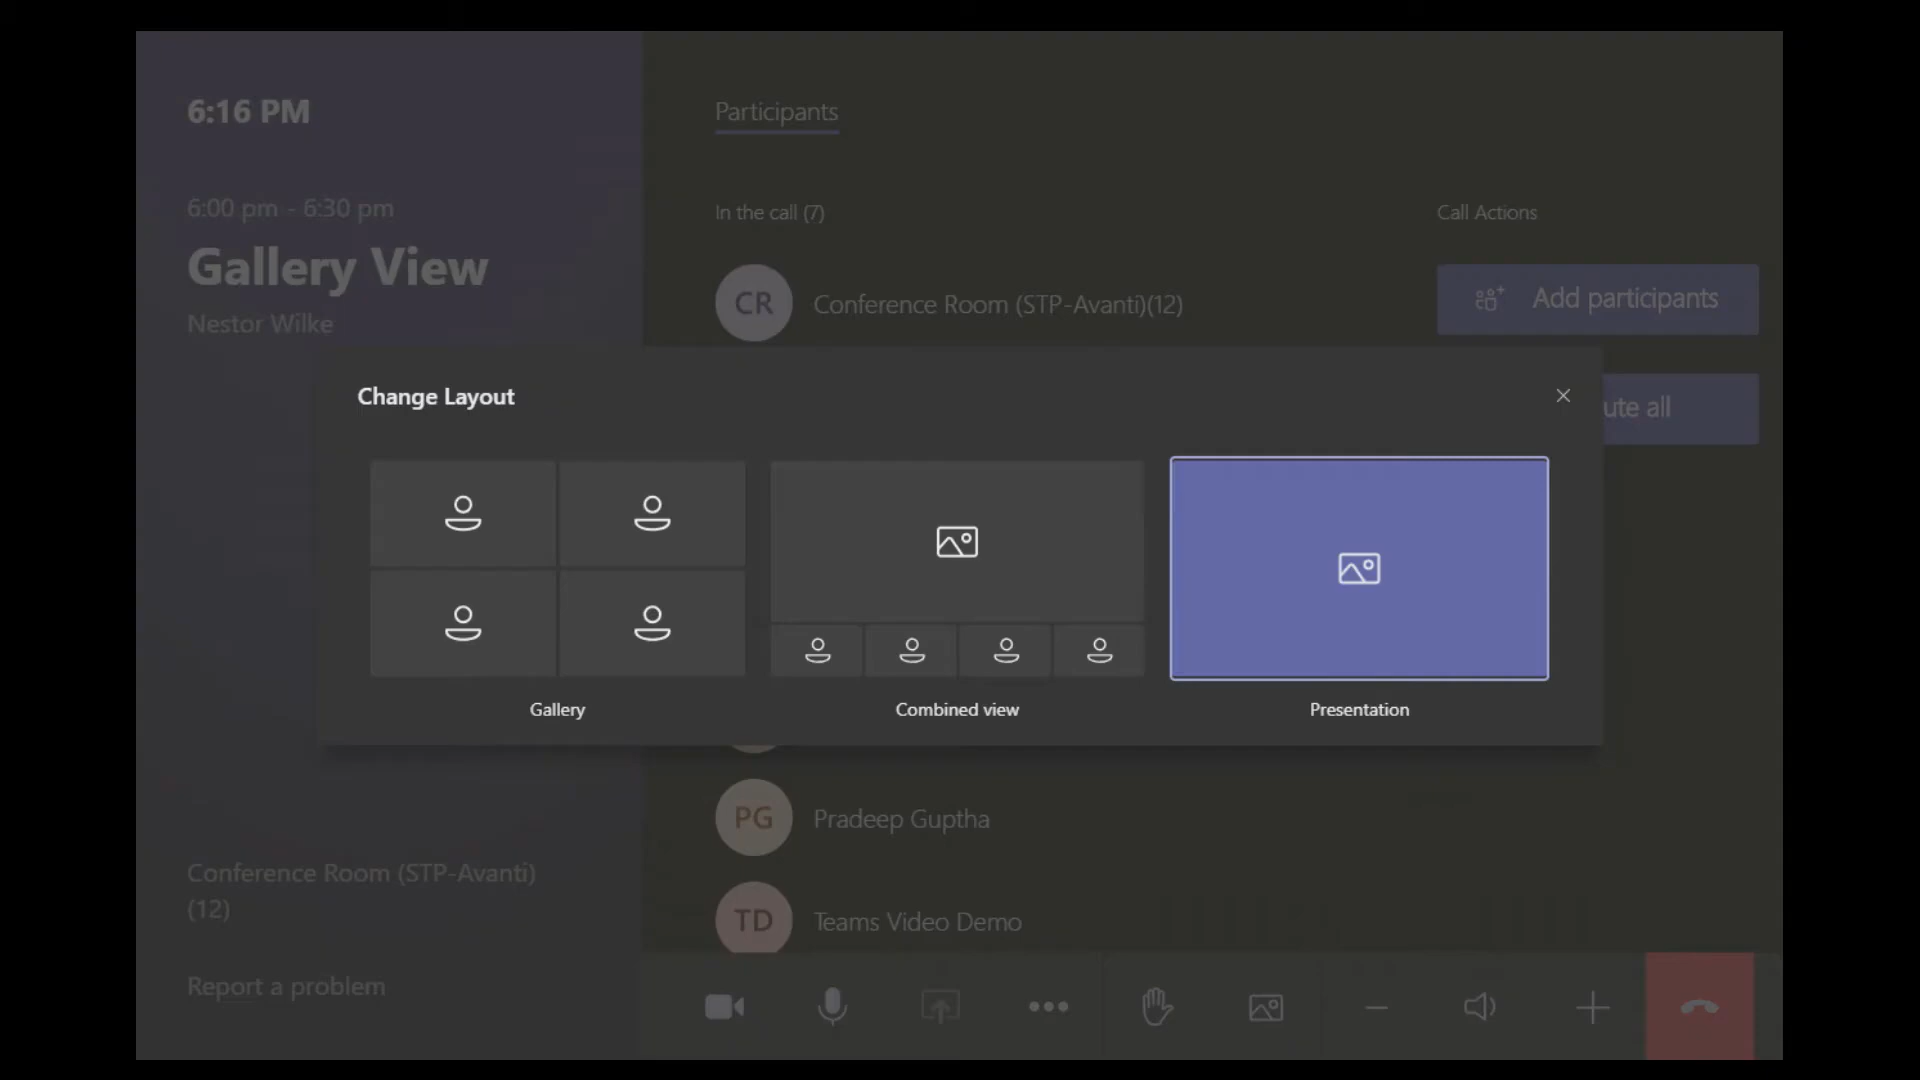 6:16 PM
6:00 pm - 6:30 pm
Gallery View
Nestor Wilke
Participants
In the call (7)
Call Actions
CR
Conference Room (STP-Avanti)(12)
Add participants
ute all
Change Layout
Gallery
Combined view
Presentation
PG
Pradeep Guptha
TD
Teams Video Demo
Conference Room (STP-Avanti)
(12)
Report a problem